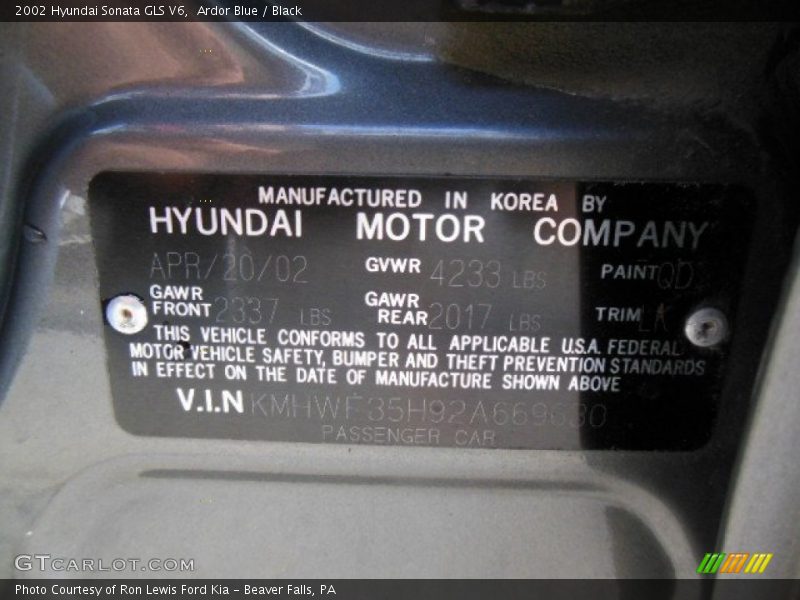 2002 Hyundai Sonata GLS V6,  Ardor Blue / Black
MANUFACTURED IN KOREA BY
HYUNDAI MOTOR COMPANY
APR/20/02 GVWR 4233 LBS PAINT
GAWR FRONT 2337 LBS GAWR REAR 2017 LBS TRIM LA
THIS VEHICLE CONFORMS TO ALL APPLICABLE U.S.A. FEDERAL
MOTOR VEHICLE SAFETY, BUMPER AND THEFT PREVENTION STANDARDS
IN EFFECT ON THE DATE OF MANUFACTURE SHOWN ABOVE
V.I.N KMHWF35H92A669630
PASSENGER CAR
GTCARLOT.COM
Photo Courtesy of Ron Lewis Ford Kia – Beaver Falls, PA